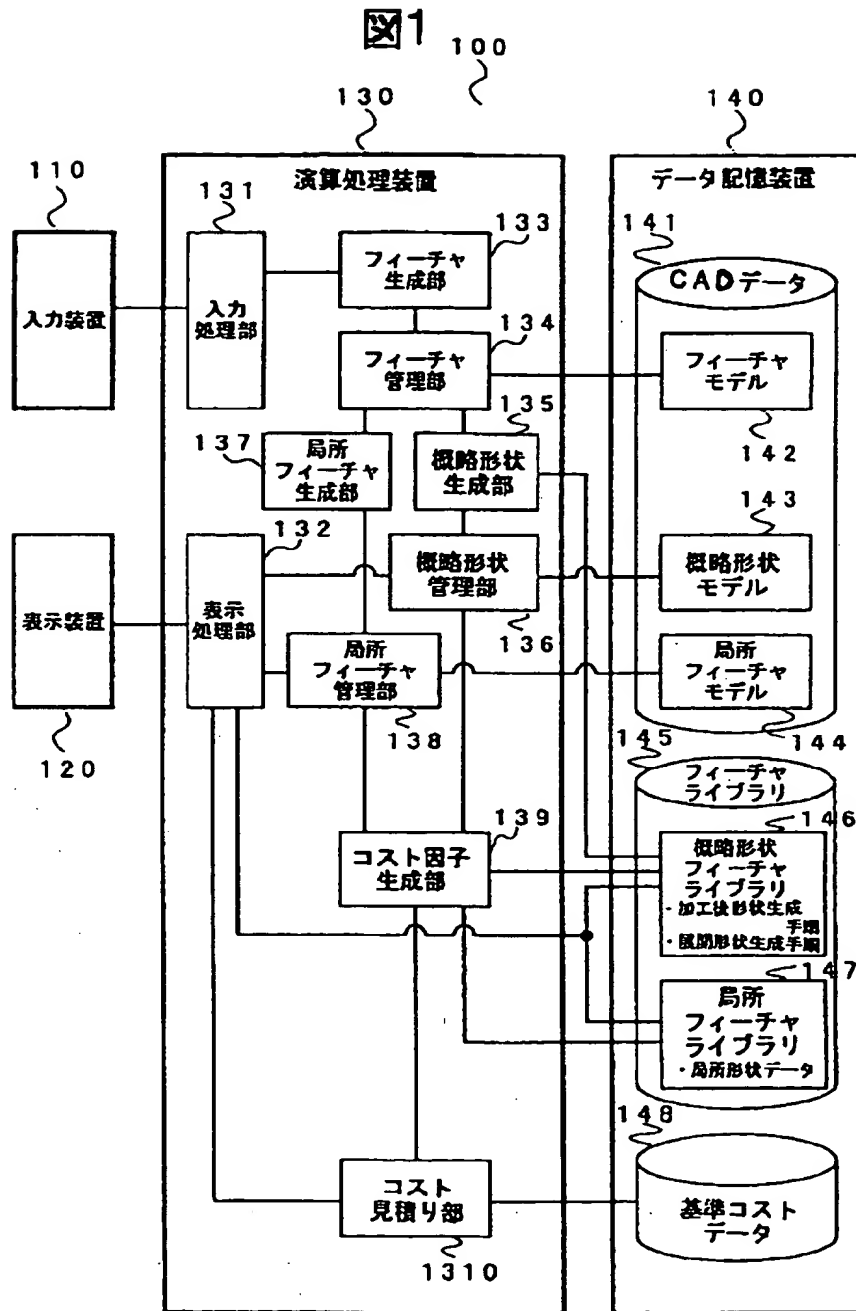 図1
100
130
140
110
演算処理装置
データ記憶装置
131
133
141
入力装置
入力
処理部
フィーチャ
生成部
CADデータ
134
フィーチャ
管理部
フィーチャ
モデル
135
142
137
局所
フィーチャ
生成部
概略形状
生成部
143
132
表示装置
表示
処理部
概略形状
管理部
概略形状
モデル
136
局所
フィーチャ
管理部
局所
フィーチャ
モデル
138
144
120
145
フィーチャ
ライブラリ
139
146
コスト因子
生成部
概略形状
フィーチャ
ライブラリ
・加工後形状生成
手順
・展開形状生成手順
147
局所
フィーチャ
ライブラリ
・局所形状データ
148
コスト
見積り部
基準コスト
データ
1310